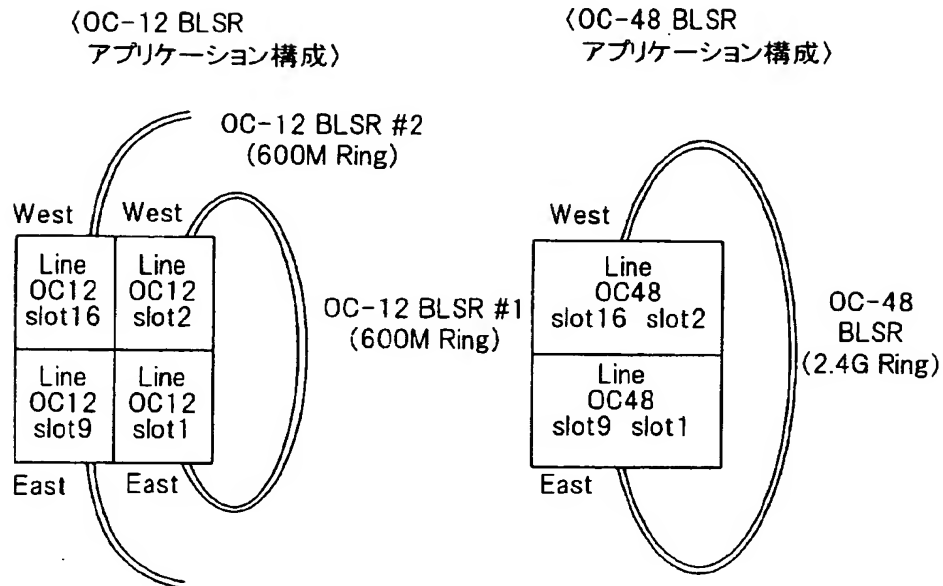 〈OC-12 BLSR
アプリケーション構成〉
OC-12 BLSR #2
(600M Ring)
West
West
Line
OC12
slot16
Line
OC12
slot2
OC-12 BLSR #1
(600M Ring)
Line
OC12
slot9
Line
OC12
slot1
East
East
〈OC-48 BLSR
アプリケーション構成〉
West
Line
OC48
slot16 slot2
OC-48
BLSR
(2.4G Ring)
Line
OC48
slot9 slot1
East